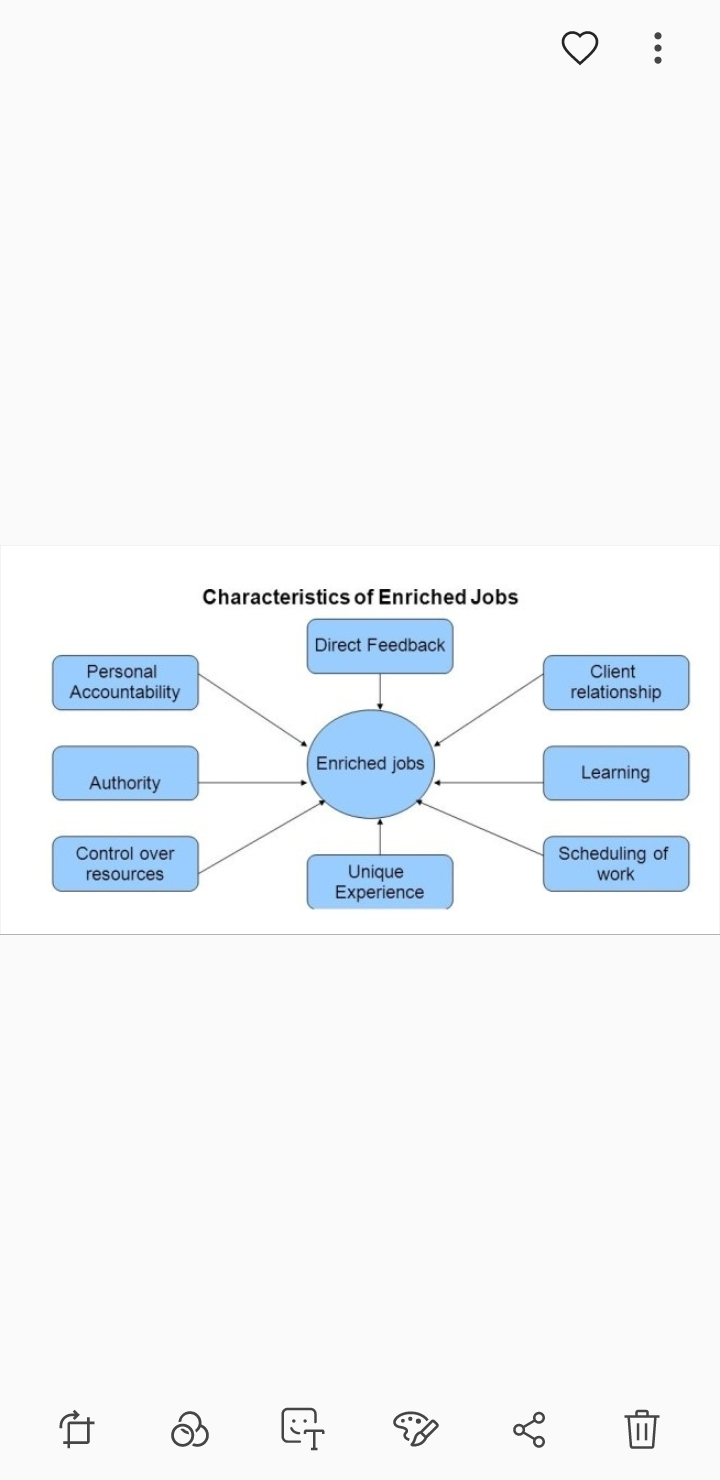 Characteristics of Enriched Jobs
Direct Feedback
Personal
Accountability
Client
relationship
Enriched jobs
Authority
Learning
Control over
resources
Scheduling of
work
Unique
Experience